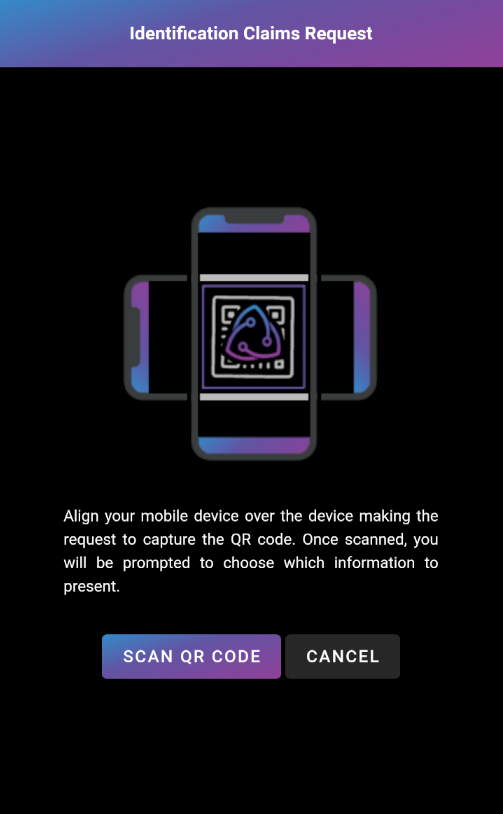 Identification Claims Request
Align your mobile device over the device making the
request to capture the QR code. Once scanned, you
will be prompted to choose which information to
present.
SCAN QR CODE
CANCEL